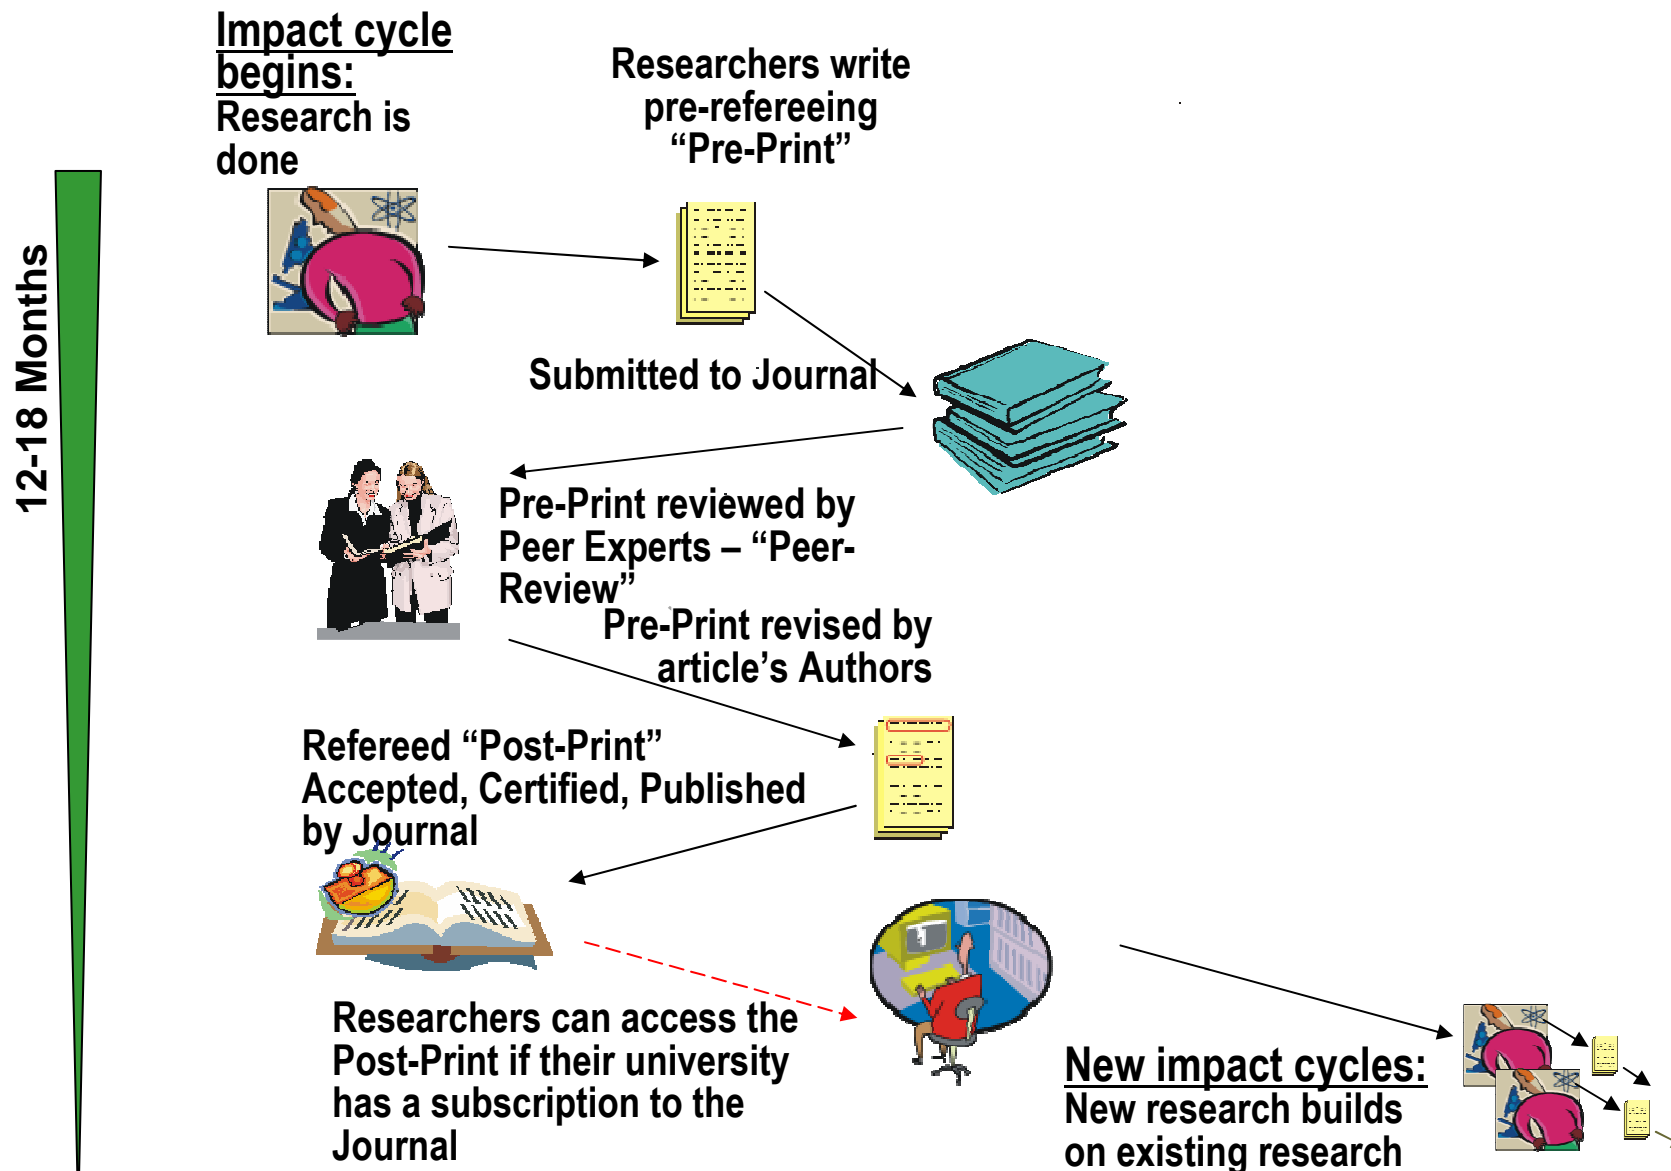 Impact cycle
begins:
Research is
done
Researchers write
pre-refereeing
“Pre-Print”
12-18 Months
Submitted to Journal
Pre-Print reviewed by
Peer Experts – “Peer-
Review”
Pre-Print revised by
article’s Authors
Refereed “Post-Print”
Accepted, Certified, Published
by Journal
Researchers can access the
Post-Print if their university
has a subscription to the
Journal
New impact cycles:
New research builds
on existing research